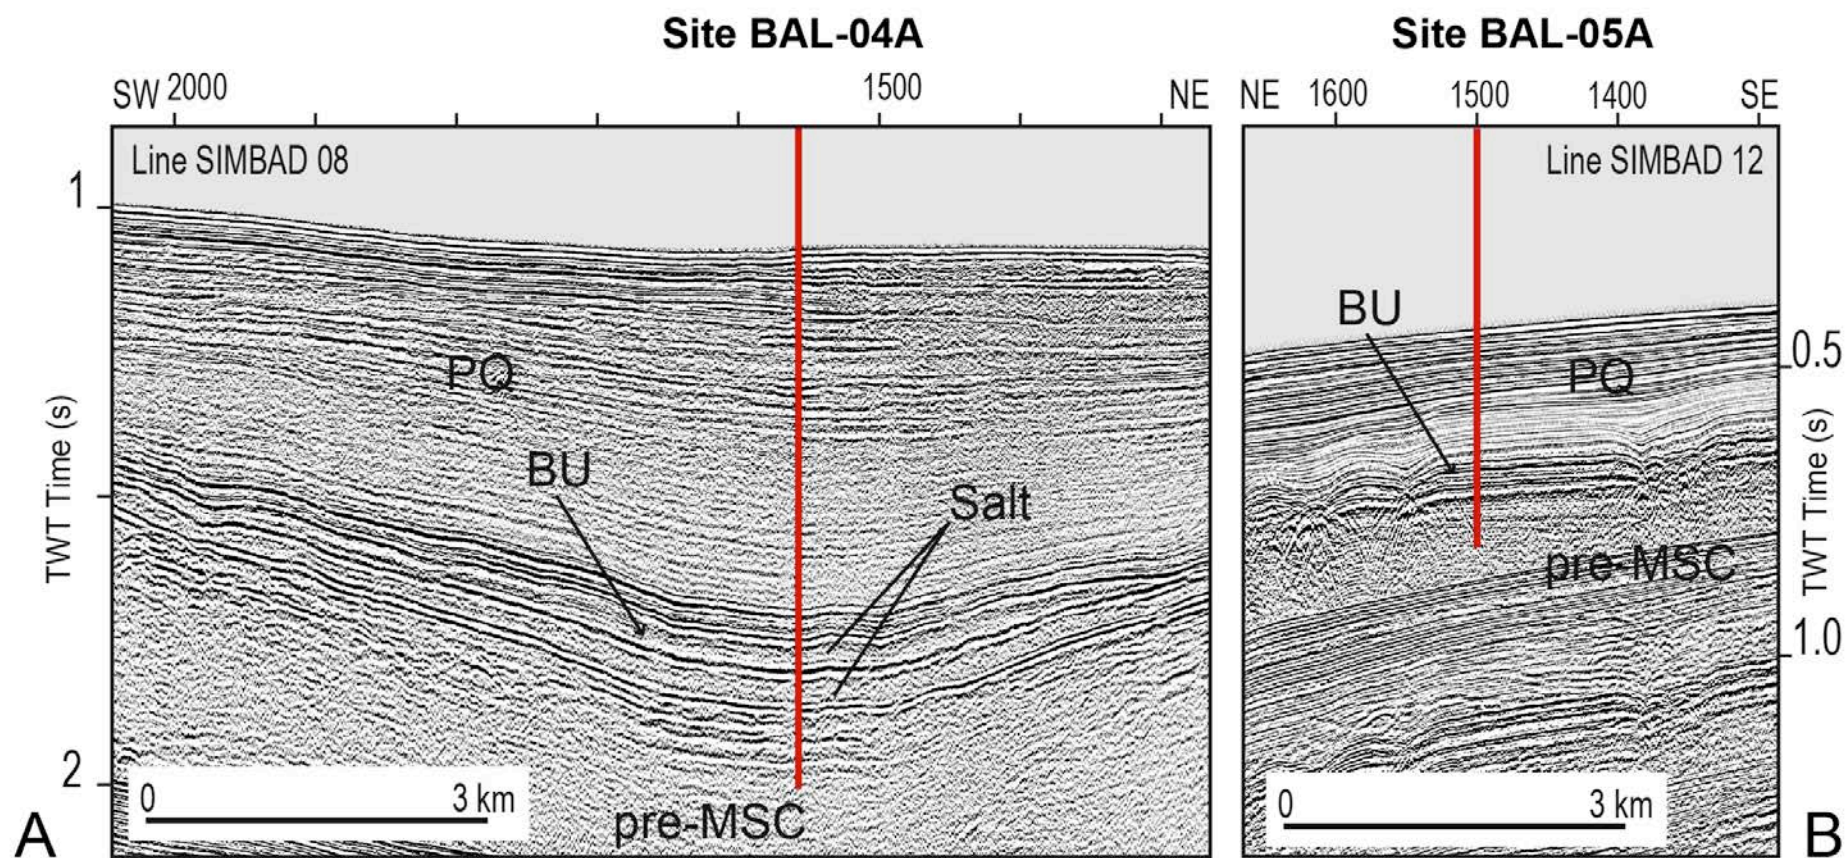 Site BAL-04A
Site BAL-05A
SW 2000 1500 NE
NE 1600 1500 1400 SE
Line SIMBAD 08
Line SIMBAD 12
1
BU
0.5
PQ
PQ
TWT Time (s)
BU
Salt
TWT Time (s)
pre-MSC
1.0
2
0 3 km
0 3 km
pre-MSC
A
B